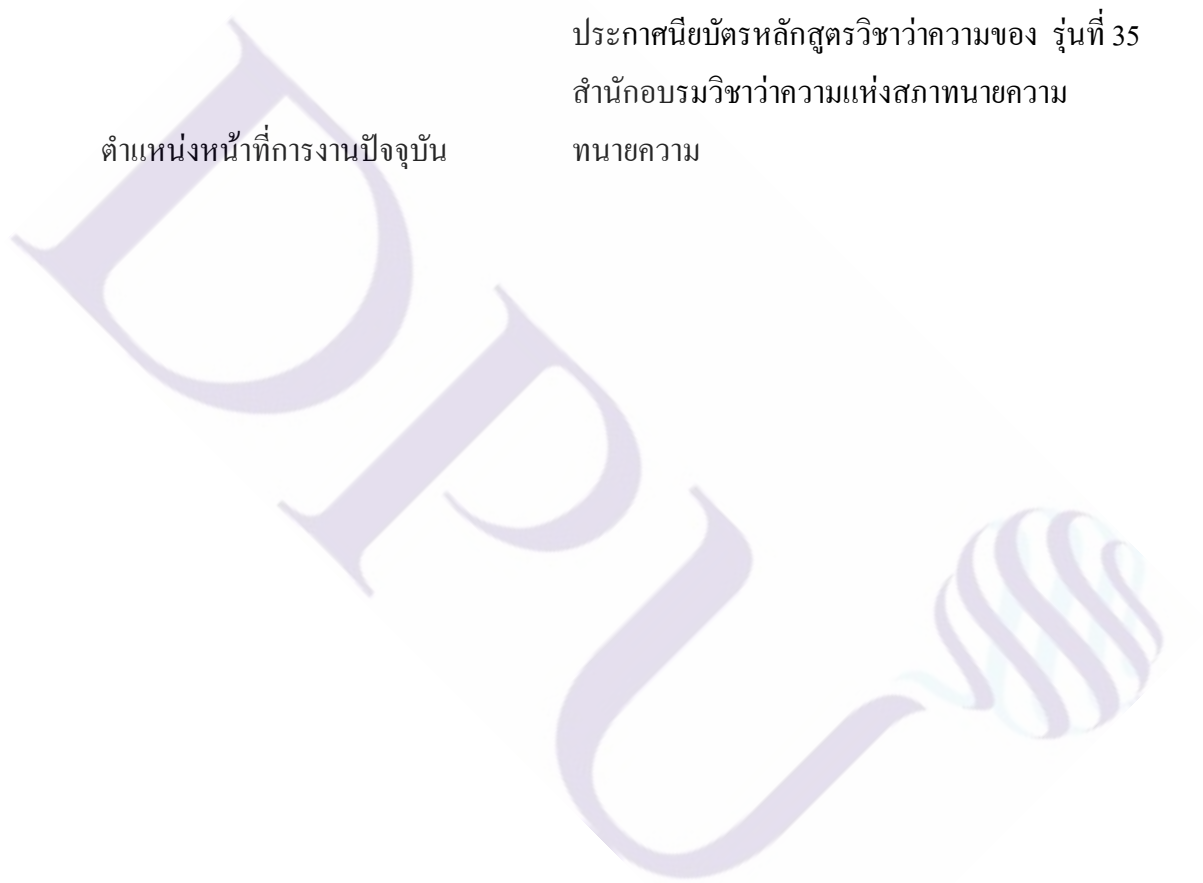 ประกาศนียบัตรหลักสูตรวิชาว่าความของ รุ่นที่ 35
สำนักอบรมวิชาว่าความแห่งสภาทนายความ
ตำแหน่งหน้าที่การงานปัจจุบัน ทนายความ
DPU